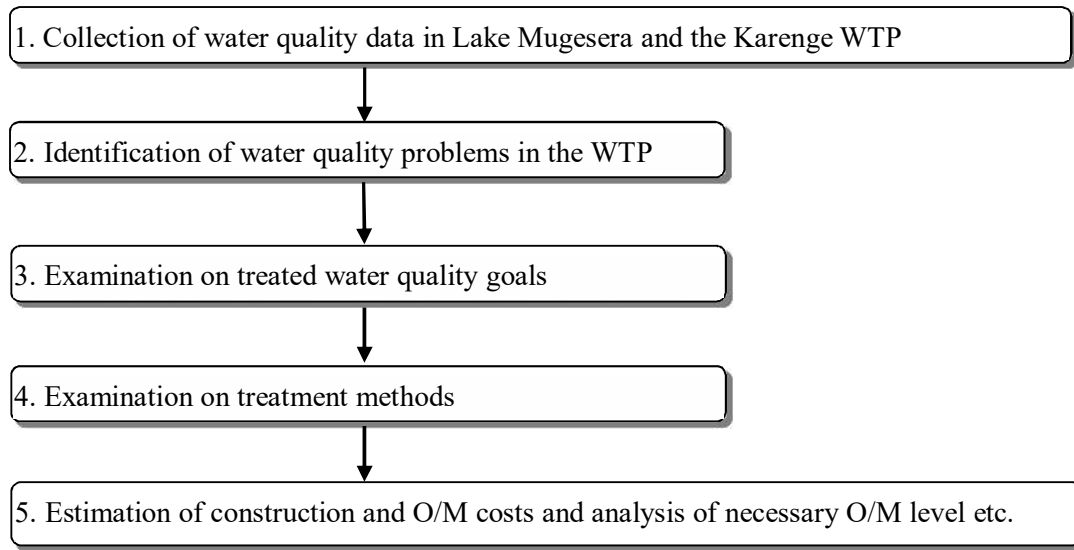 1. Collection of water quality data in Lake Mugesera and the Karenge WTP
2. Identification of water quality problems in the WTP
3. Examination on treated water quality goals
4. Examination on treatment methods
5. Estimation of construction and O/M costs and analysis of necessary O/M level etc.